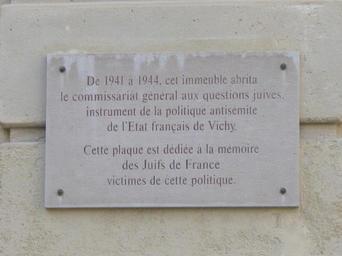 De 1941 à 1944, cet immeuble abrita
le commissariat général aux questions juives,
instrument de la politique antisémite
de l'Etat français de Vichy.
Cette plaque est dédiée à la mémoire
des Juifs de France
victimes de cette politique.